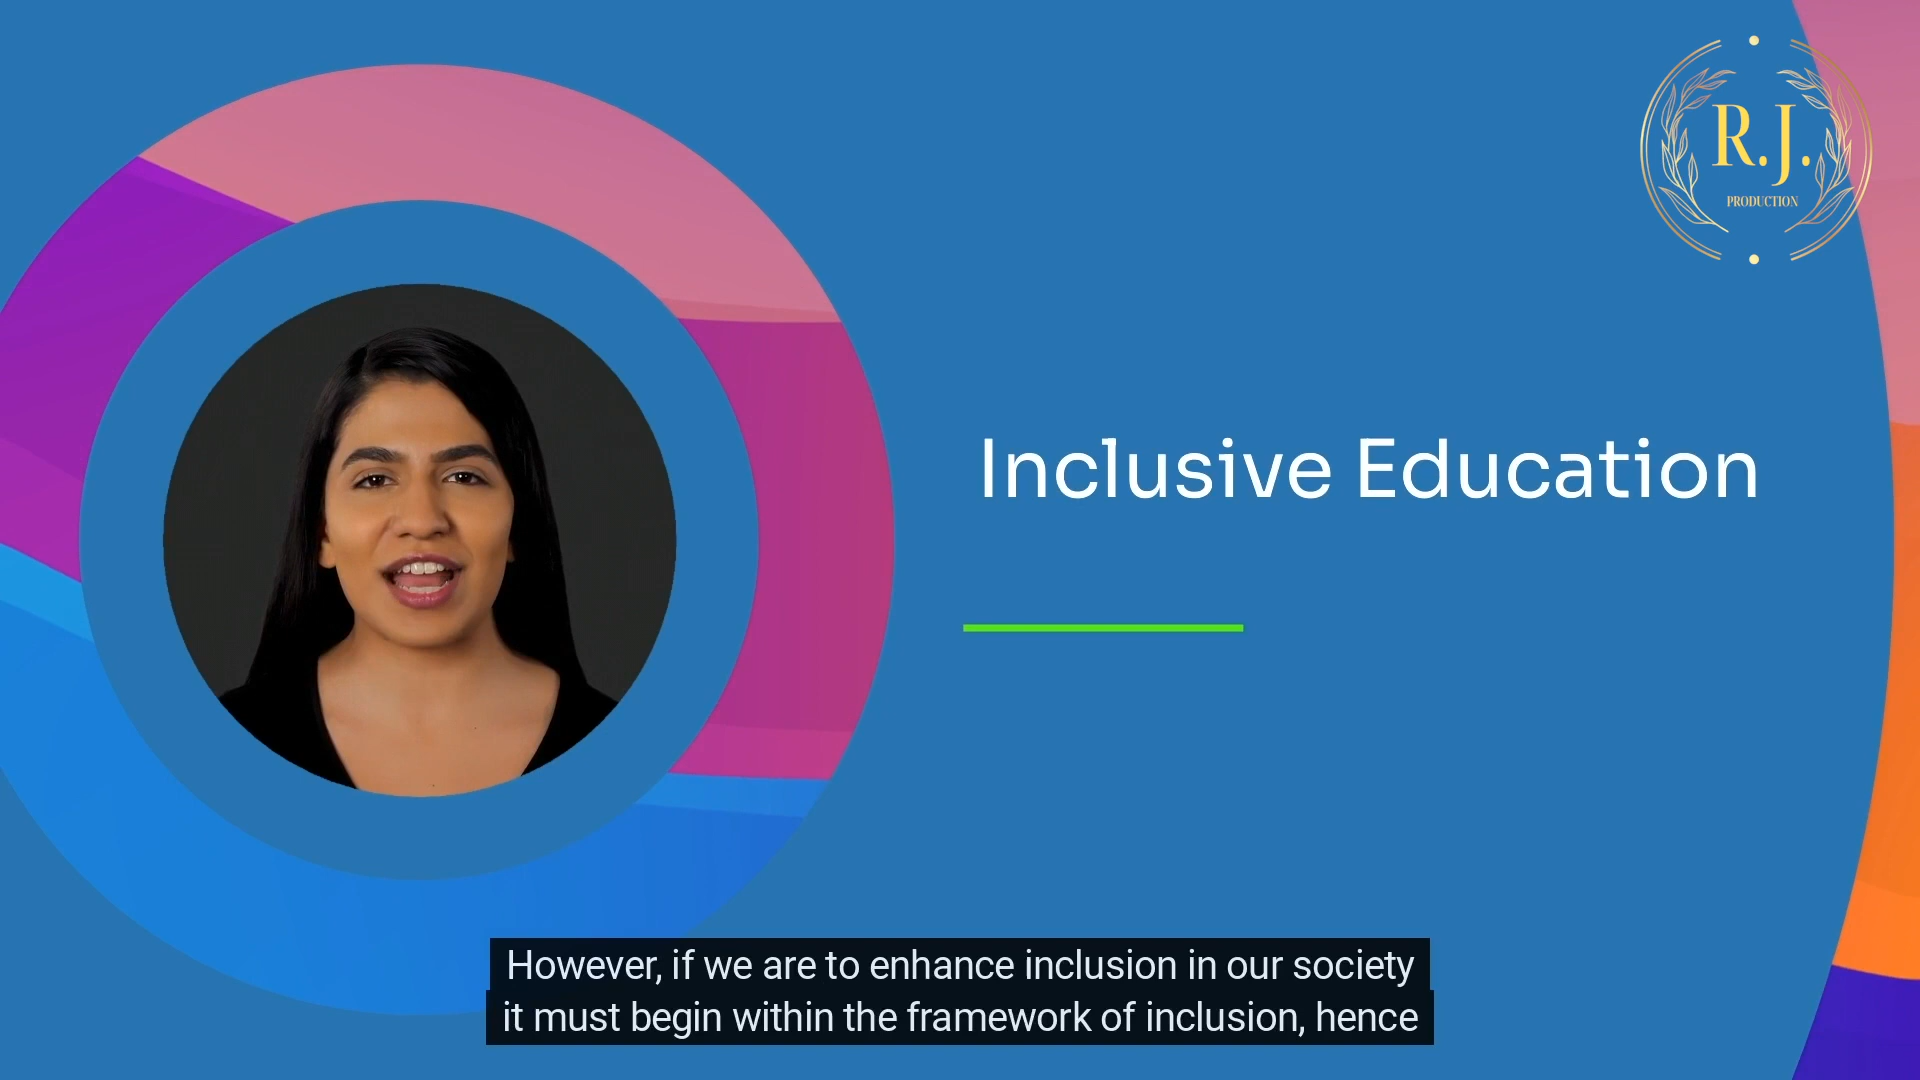 R.J.
PRODUCTION
Inclusive Education
However, if we are to enhance inclusion in our society
it must begin within the framework of inclusion, hence